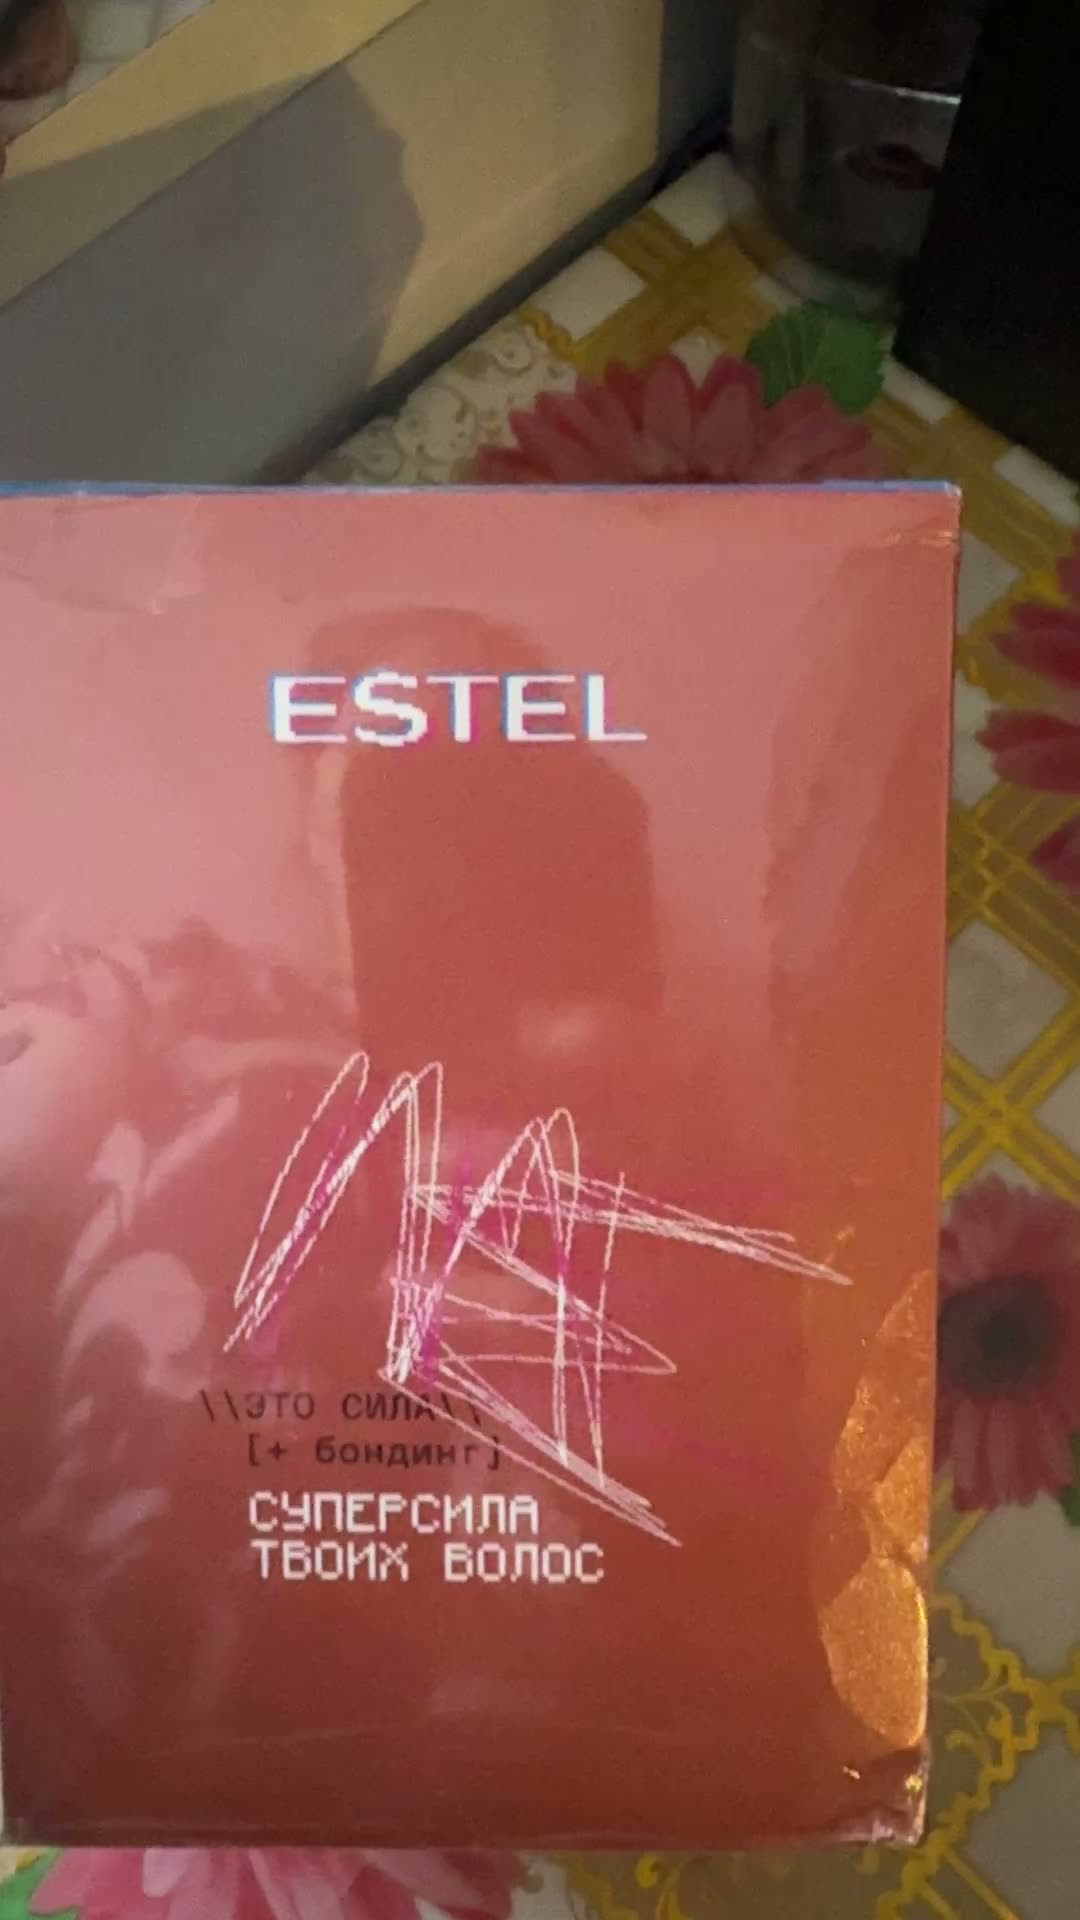 ESTEL
\\ЭТО СИЛА\\
[+ бондинг]
СУПЕРСИЛА
ТВОИХ ВОЛОС